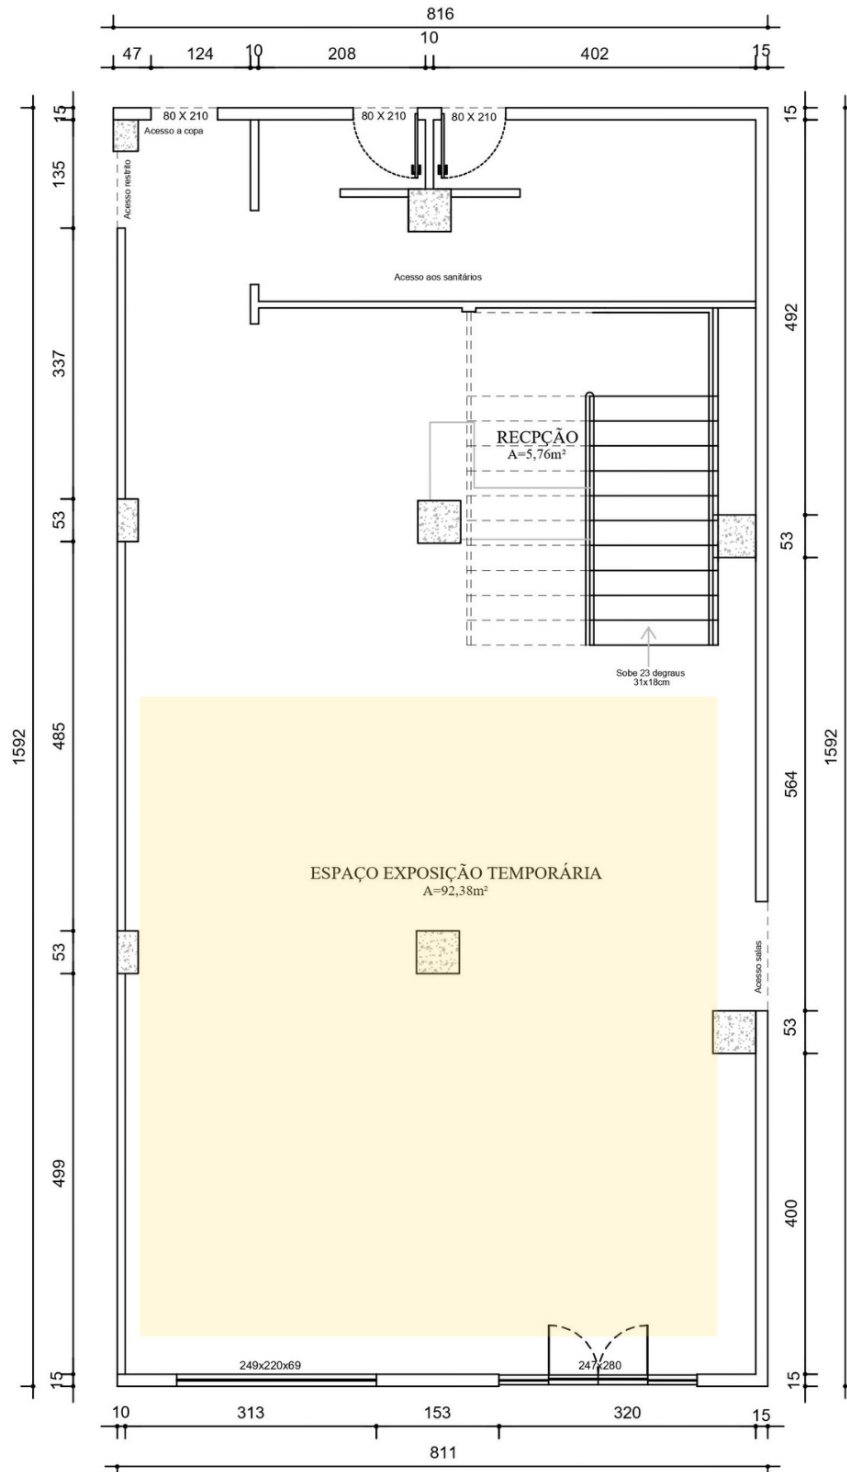 816
47 124 10 208 10 402 15
80 X 210 80 X 210 80 X 210
Acesso a copa
15
135
Acesso restrito
15
Acesso aos sanitários
337
492
RECPÇÃO
A=5,76m²
53
53
Sobe 23 degraus
31x18cm
1592
485
564
1592
ESPAÇO EXPOSIÇÃO TEMPORÁRIA
A=92,38m²
53
Acesso salas
53
499
400
249x220x69
247x280
15
15
10 313 153 320 15
811